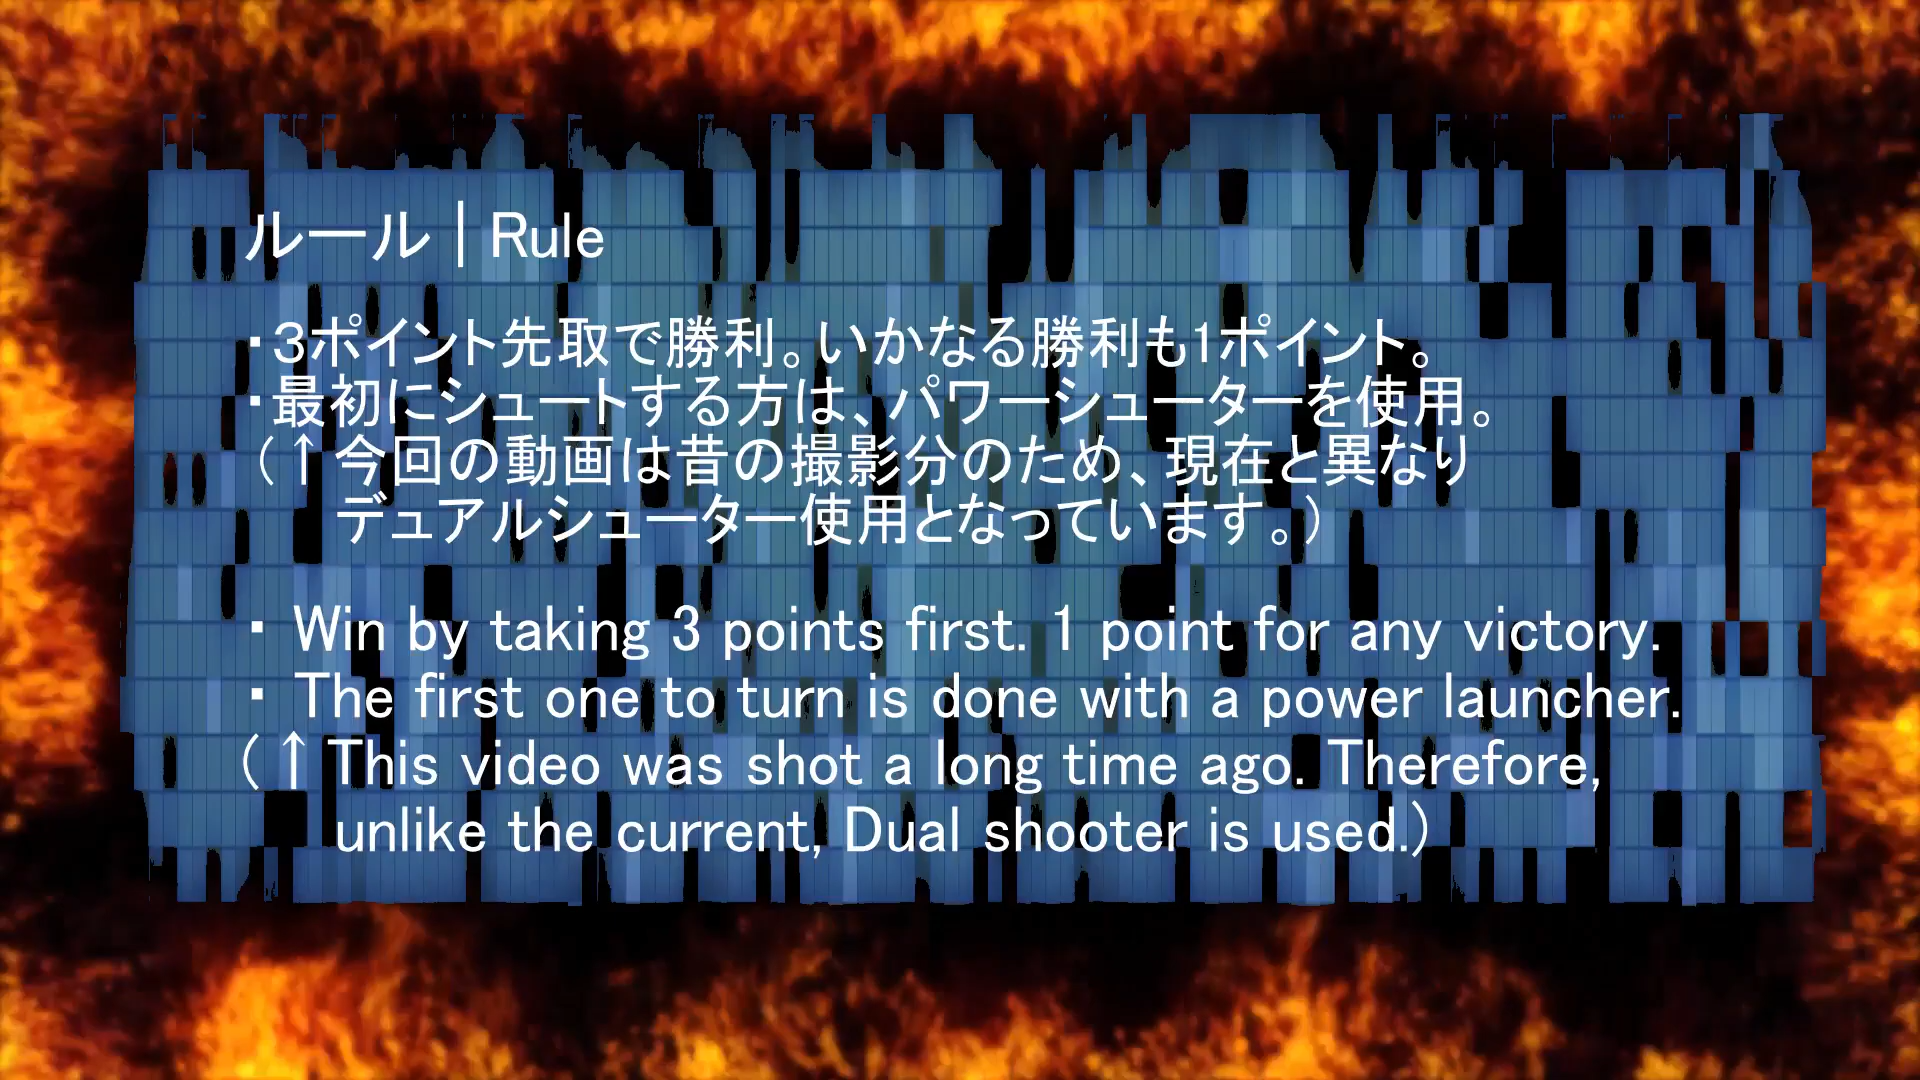 ルール｜Rule
・３ポイント先取で勝利。いかなる勝利も1ポイント。
・最初にシュートする方は、パワーシューターを使用。
（↑今回の動画は昔の撮影分のため、現在と異なり
デュアルシューター使用となっています。）
・ Win by taking 3 points first. 1 point for any victory.
・ The first one to turn is done with a power launcher.
（↑This video was shot a long time ago. Therefore,
unlike the current, Dual shooter is used.）